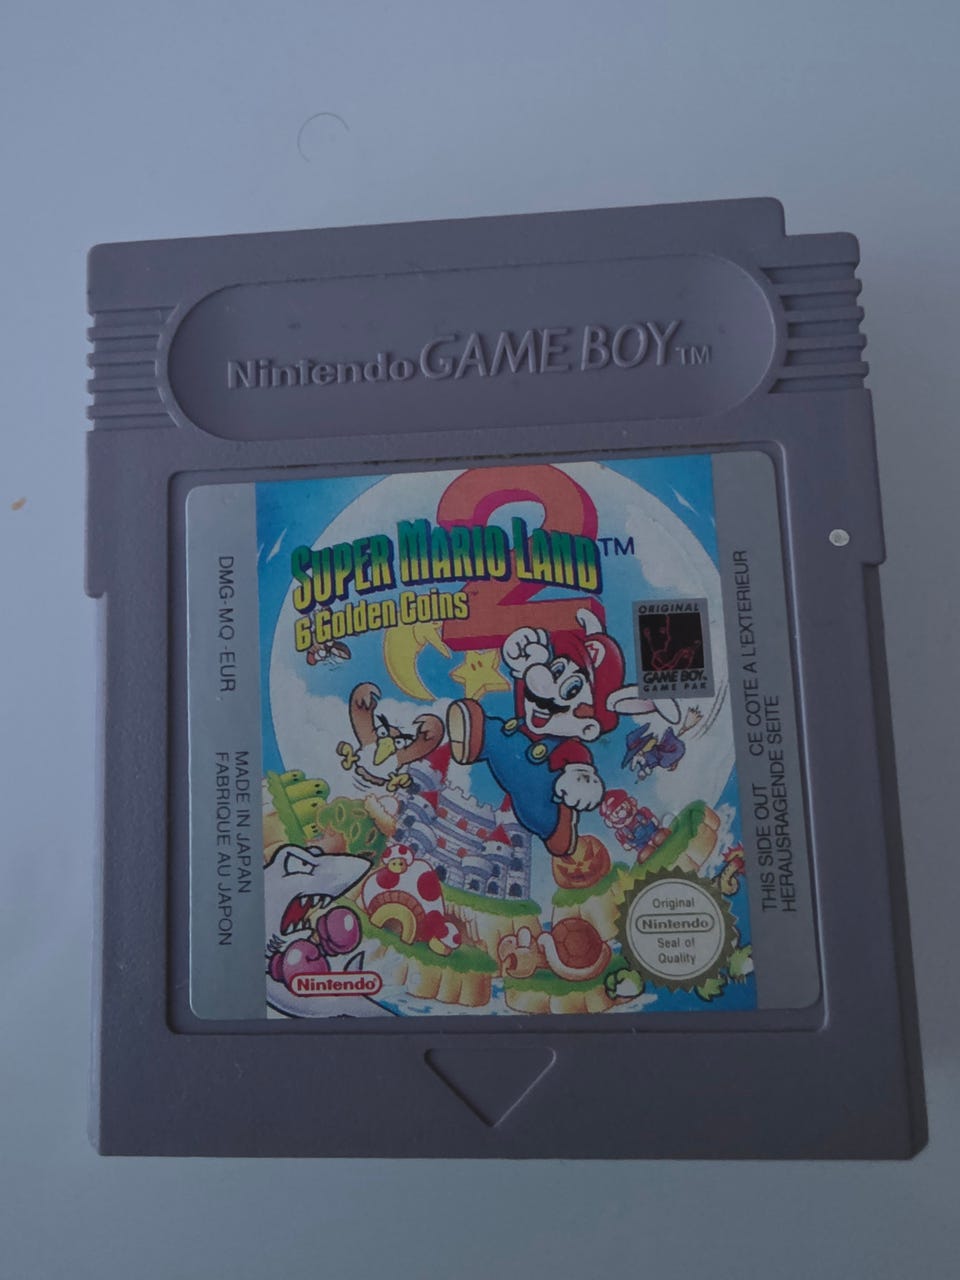 Nintendo GAME BOY TM
2
SUPER MARIO LAND TM
6 Golden Coins
ORIGINAL
GAME BOY
GAME PAK
DMG-MQ-EUR
MADE IN JAPAN
FABRIQUE AU JAPON
THIS SIDE OUT CE COTE A L'EXTERIEUR
HERAUSRAGENDE SEITE
Original
Nintendo
Seal of
Quality
Nintendo